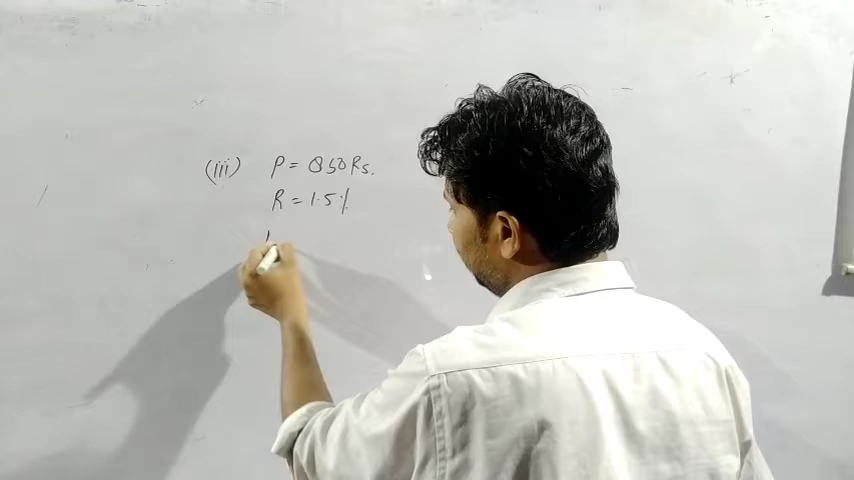 (iii) P = 850 Rs.
R = 1.5%